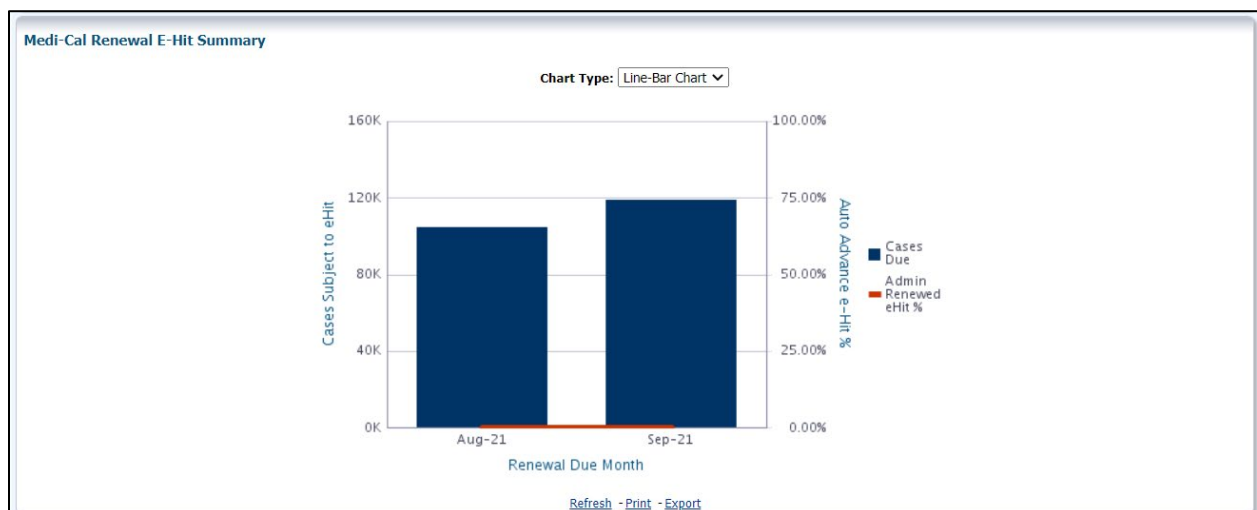 Medi-Cal Renewal E-Hit Summary
Chart Type: Line-Bar Chart
160K
120K
80K
40K
0K
Cases Subject to eHit
100.00%
75.00%
50.00%
25.00%
0.00%
Auto Advance e-Hit %
Cases
Due
Admin
Renewed
eHit %
Aug-21 Sep-21
Renewal Due Month
Refresh - Print - Export